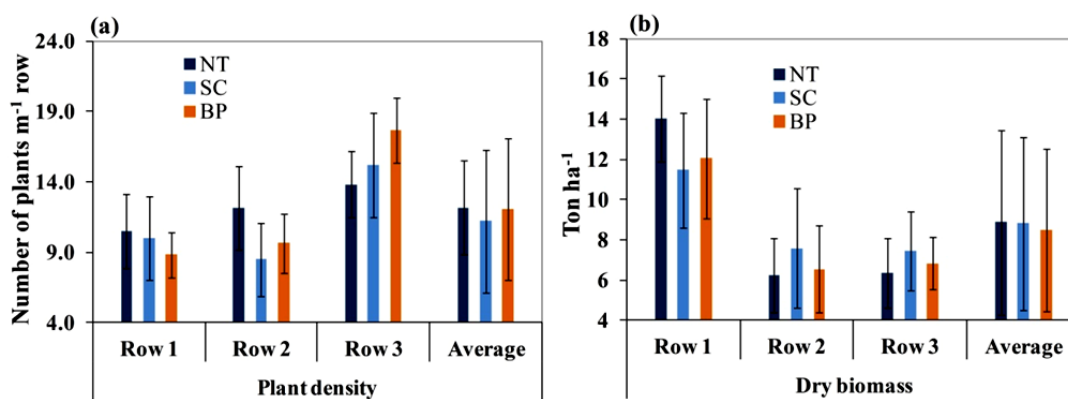 (a)
24.0
19.0
14.0
9.0
4.0
Number of plants m⁻¹ row
NT
SC
BP
Row 1 Row 2 Row 3 Average
Plant density
(b)
18
16
14
12
10
8
6
4
Ton ha⁻¹
NT
SC
BP
Row 1 Row 2 Row 3 Average
Dry biomass